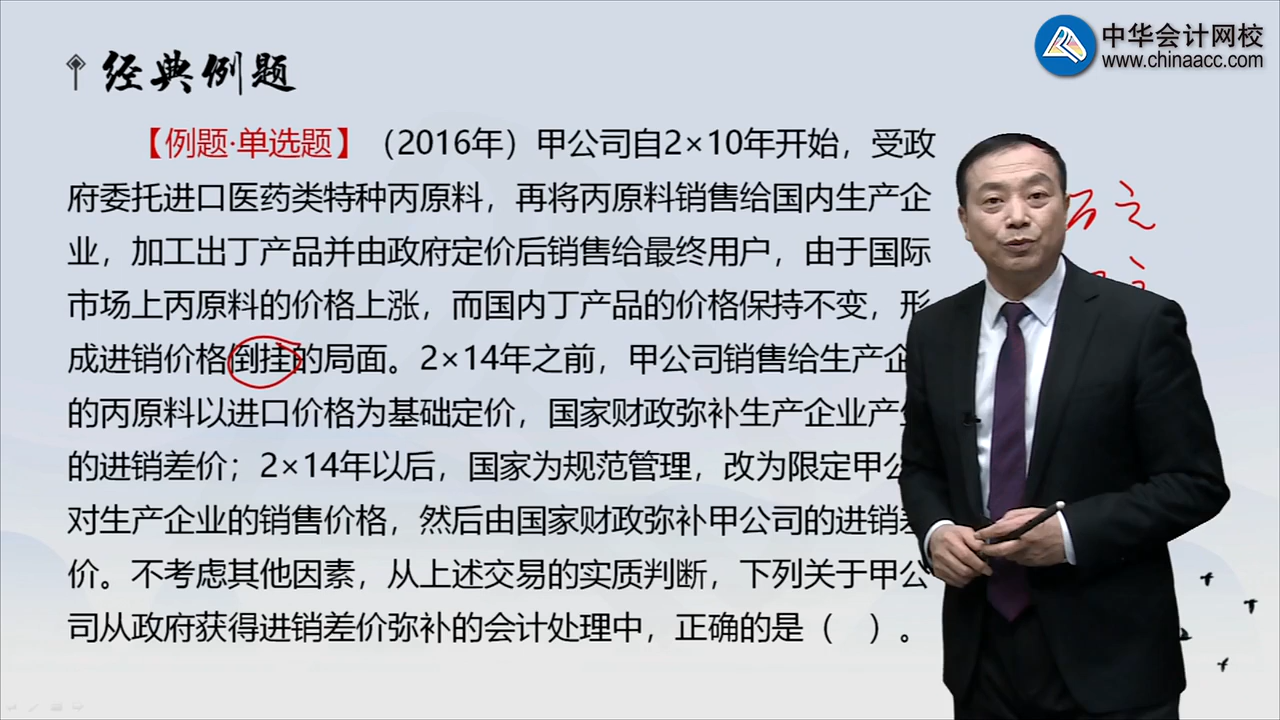 经典例题
中华会计网校
www.chinaacc.com
【例题·单选题】（2016年）甲公司自2×10年开始，受政
府委托进口医药类特种丙原料，再将丙原料销售给国内生产企
业，加工出丁产品并由政府定价后销售给最终用户，由于国际
市场上丙原料的价格上涨，而国内丁产品的价格保持不变，形
成进销价格倒挂的局面。2×14年之前，甲公司销售给生产企
的丙原料以进口价格为基础定价，国家财政弥补生产企业产
的进销差价；2×14年以后，国家为规范管理，改为限定甲公
对生产企业的销售价格，然后由国家财政弥补甲公司的进销
价。不考虑其他因素，从上述交易的实质判断，下列关于甲公
司从政府获得进销差价弥补的会计处理中，正确的是（ ）。